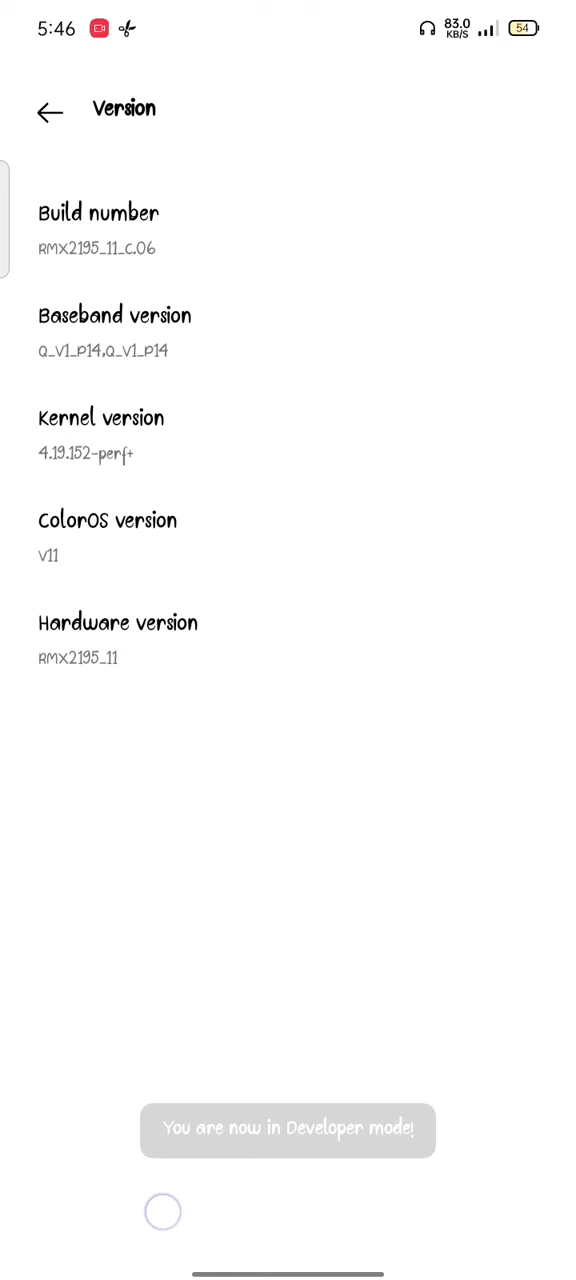 5:46 83.0 KB/S 54
Version
Build number
RMX2195_11_C.06
Baseband version
Q_V1_P14,Q_V1_P14
Kernel version
4.19.152-perf+
ColorOS version
V11
Hardware version
RMX2195_11
You are now in Developer mode!